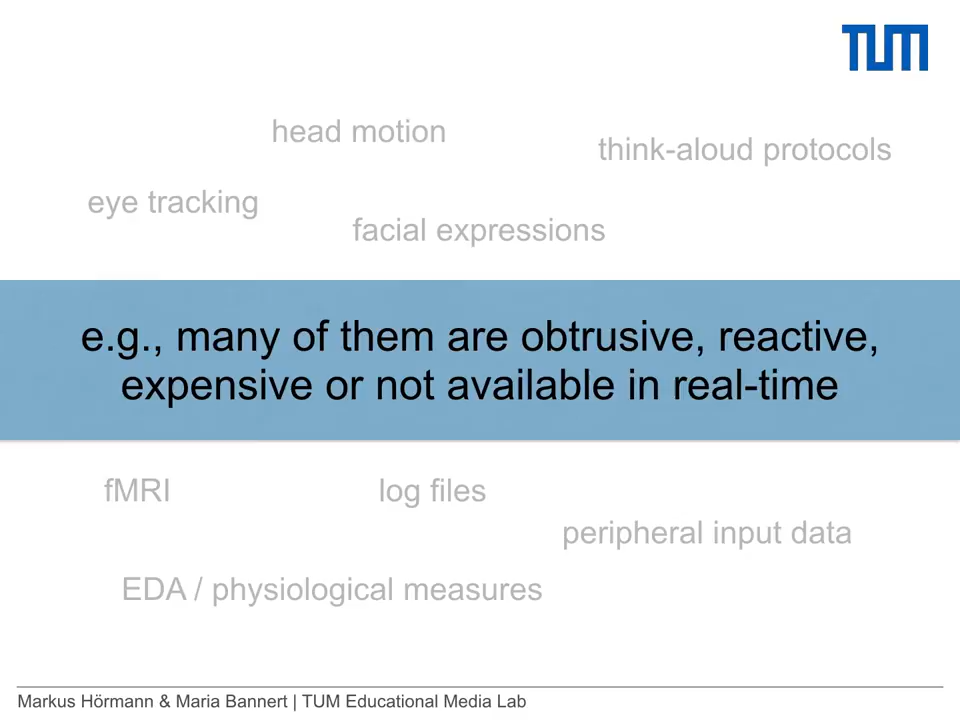 TUM
head motion
think-aloud protocols
eye tracking
facial expressions
e.g., many of them are obtrusive, reactive,
expensive or not available in real-time
fMRI
log files
peripheral input data
EDA / physiological measures
Markus Hörmann & Maria Bannert | TUM Educational Media Lab